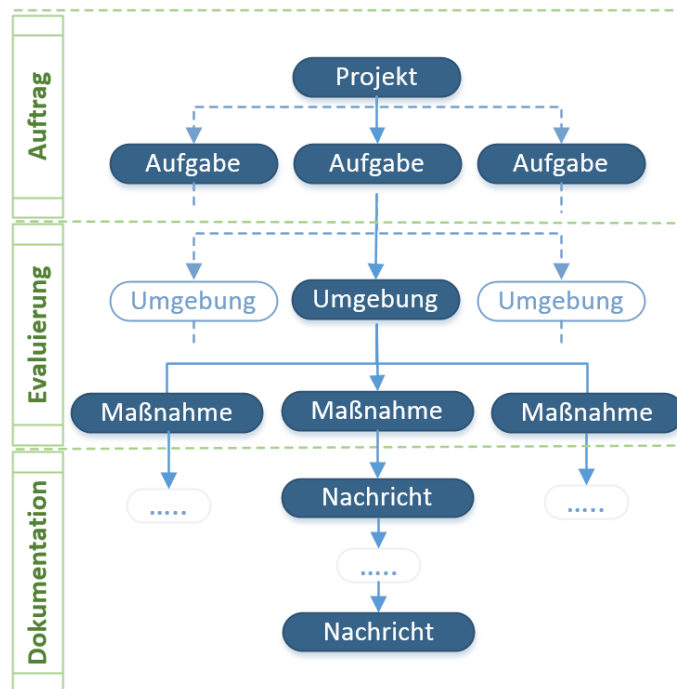 Auftrag
Projekt
Aufgabe
Aufgabe
Aufgabe
Evaluierung
Umgebung
Umgebung
Umgebung
Maßnahme
Maßnahme
Maßnahme
Dokumentation
.....
Nachricht
.....
.....
Nachricht